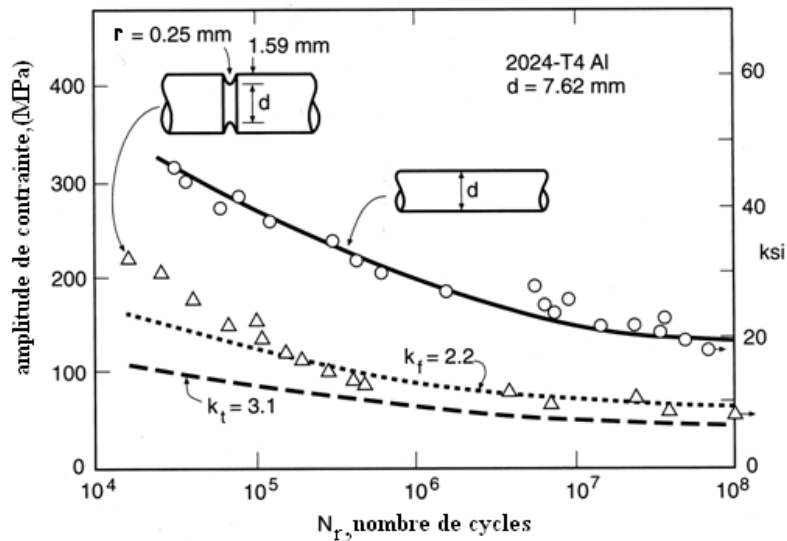 r = 0.25 mm
1.59 mm
2024-T4 Al
d = 7.62 mm
d
d
amplitude de contrainte,(MPa)
400
300
200
100
0
60
40
ksi
20
0
k_f = 2.2
k_t = 3.1
10^4
10^5
10^6
10^7
10^8
N_r, nombre de cycles